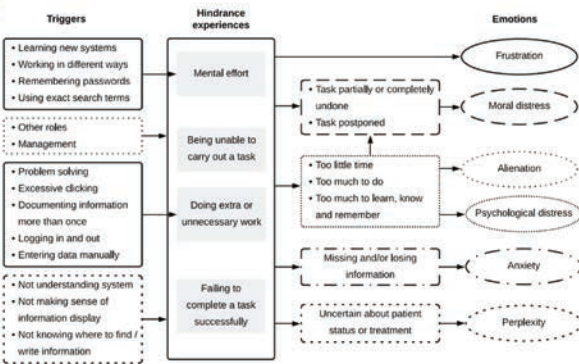 Triggers
Hindrance
experiences
Emotions
• Learning new systems
• Working in different ways
• Remembering passwords
• Using exact search terms
• Other roles
• Management
• Problem solving
• Excessive clicking
• Documenting information
more than once
• Logging in and out
• Entering data manually
• Not understanding system
• Not making sense of
information display
• Not knowing where to find /
write information
Mental effort
Being unable to
carry out a task
Doing extra or
unnecessary work
Failing to
complete a task
successfully
• Task partially or completely
undone
• Task postponed
• Too little time
• Too much to do
• Too much to learn, know
and remember
Missing and/or losing
information
Uncertain about patient
status or treatment
Frustration
Moral distress
Alienation
Psychological distress
Anxiety
Perplexity